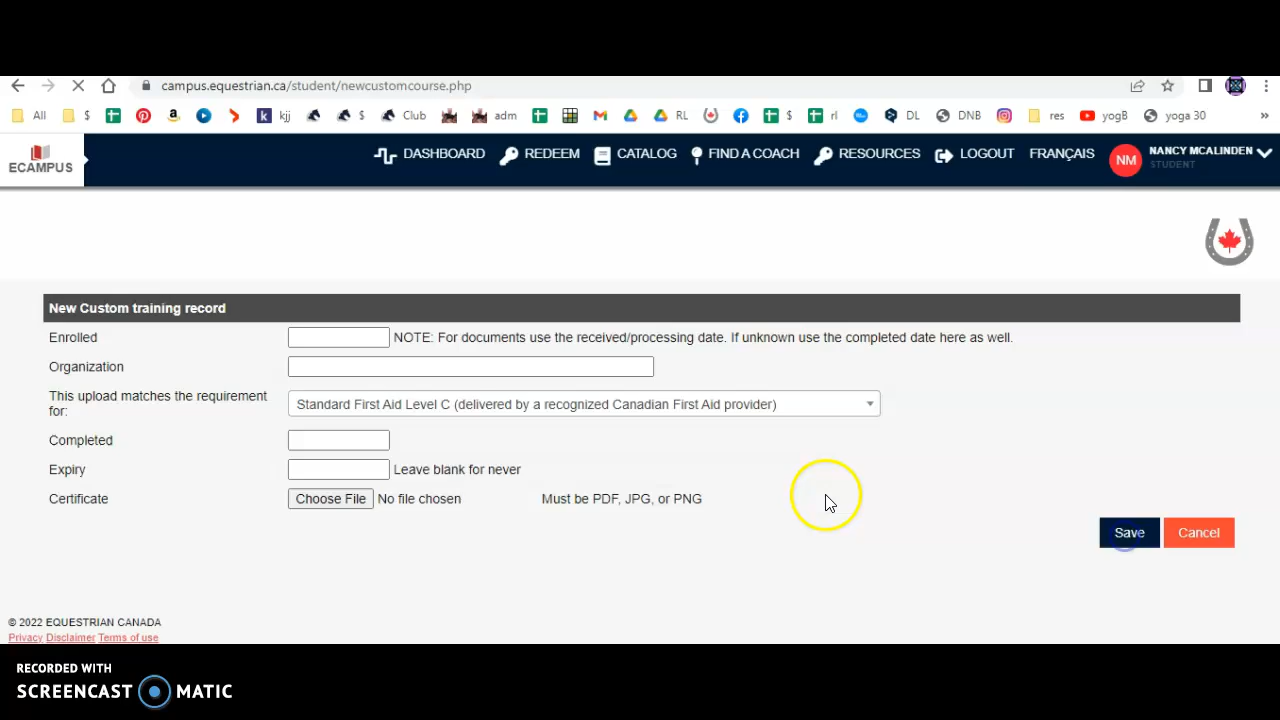 campus.equestrian.ca/student/newcustomcourse.php
All $ a kjj $ Club adm RL $ rl DL DNB res yogB yoga 30 »
ECAMPUS DASHBOARD REDEEM CATALOG FIND A COACH RESOURCES LOGOUT FRANÇAIS NM NANCY MCALINDEN
STUDENT
New Custom training record
Enrolled NOTE: For documents use the received/processing date. If unknown use the completed date here as well.
Organization
This upload matches the requirement
for:
Standard First Aid Level C (delivered by a recognized Canadian First Aid provider)
Completed
Expiry Leave blank for never
Certificate Choose File No file chosen Must be PDF, JPG, or PNG
Save Cancel
© 2022 EQUESTRIAN CANADA
Privacy Disclaimer Terms of use
RECORDED WITH
SCREENCAST MATIC